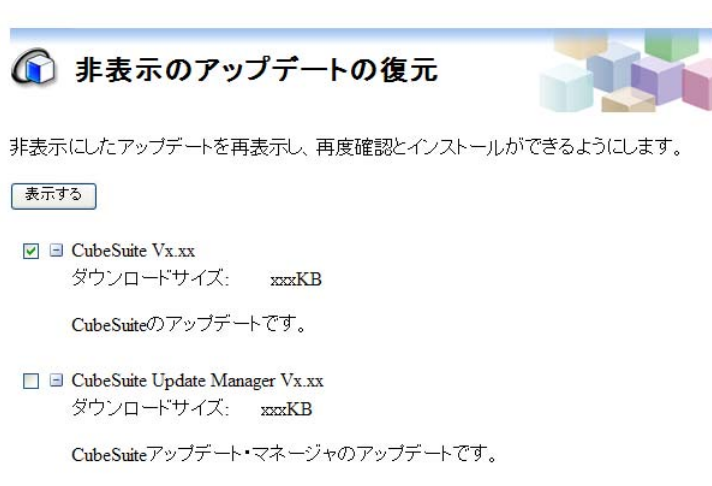 非表示のアップデートの復元
非表示にしたアップデートを再表示し、再度確認とインストールができるようにします。
表示する
CubeSuite Vx.xx
ダウンロードサイズ: xxxKB
CubeSuiteのアップデートです。
CubeSuite Update Manager Vx.xx
ダウンロードサイズ: xxxKB
CubeSuiteアップデート・マネージャのアップデートです。